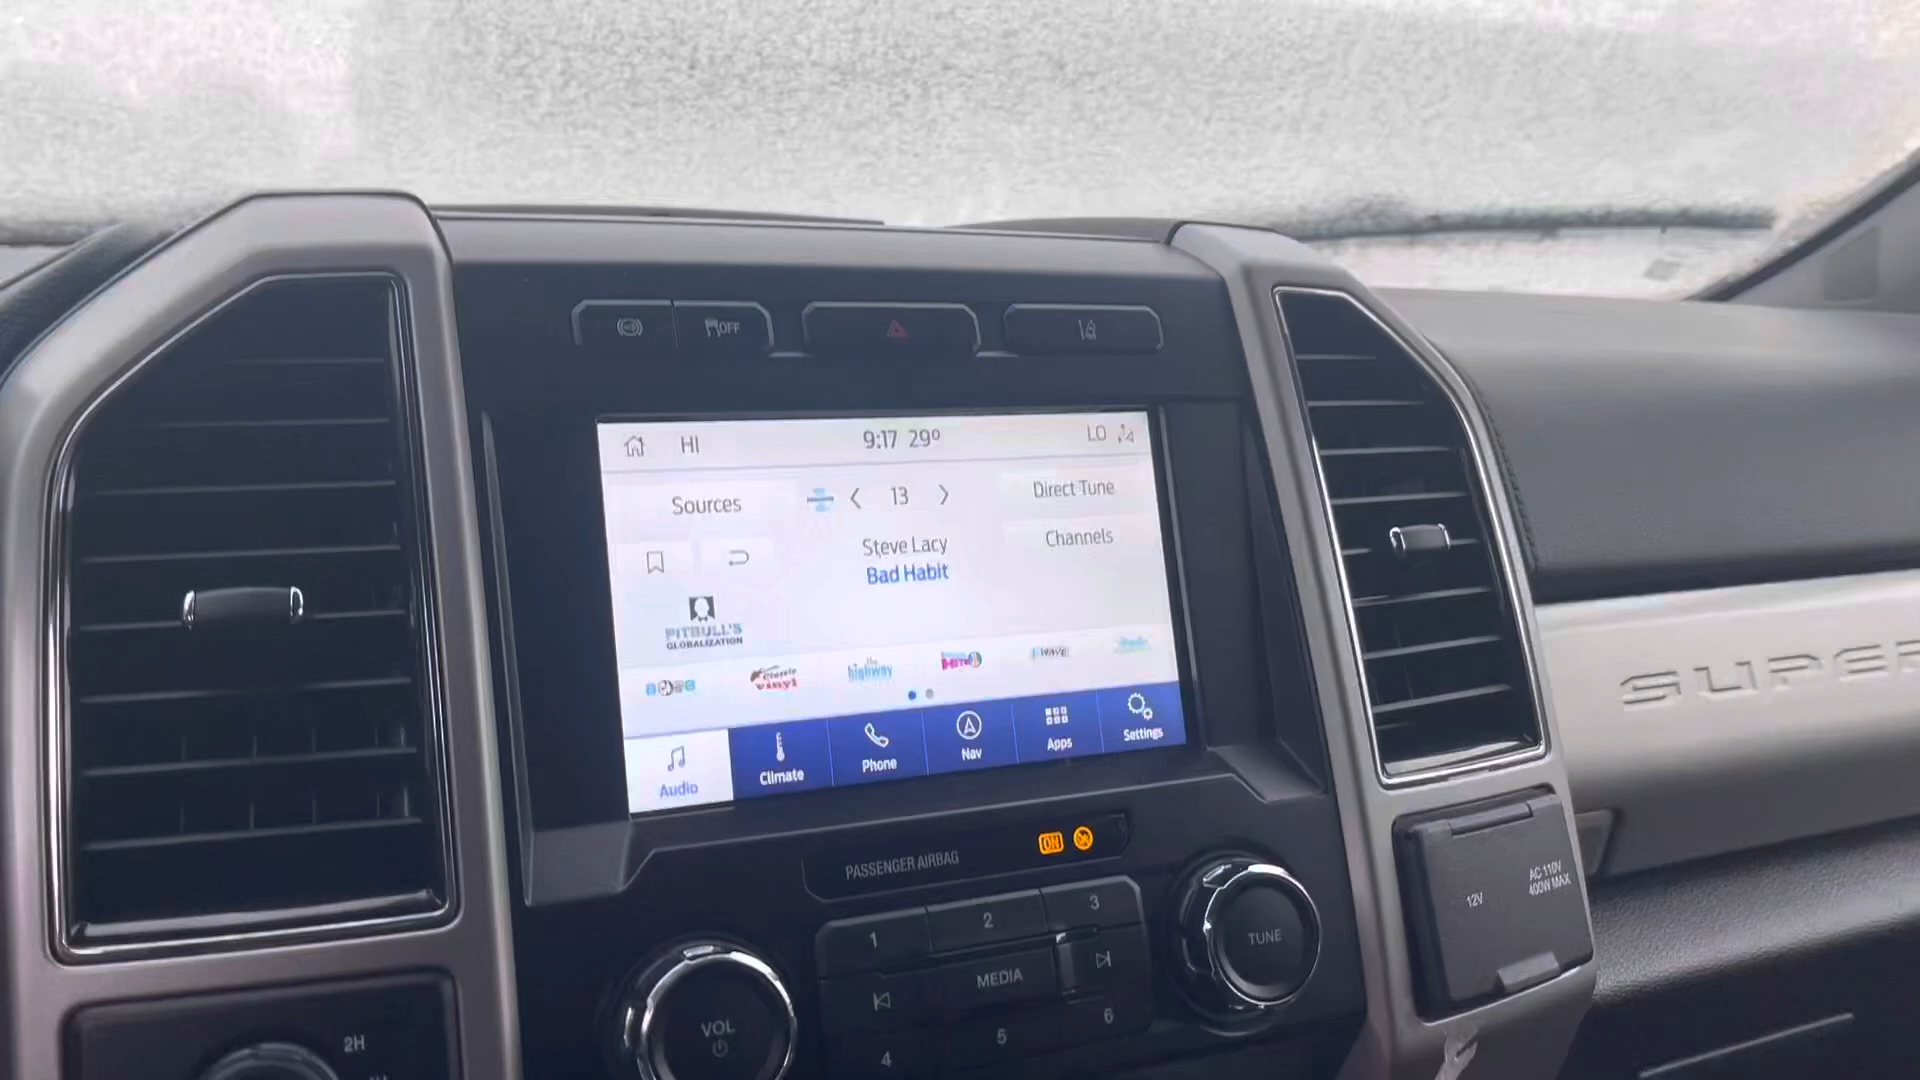 OFF
HI
9:17 29°
LO
Sources
13
Direct Tune
Steve Lacy
Bad Habit
Channels
PITBULL'S
GLOBALIZATION
Classic
vinyl
the
highway
WAVE
Audio
Climate
Phone
Nav
Apps
Settings
PASSENGER AIRBAG
ON
1
2
3
MEDIA
4
5
6
VOL
TUNE
12V
AC 110V
400W MAX
SUPER
2H